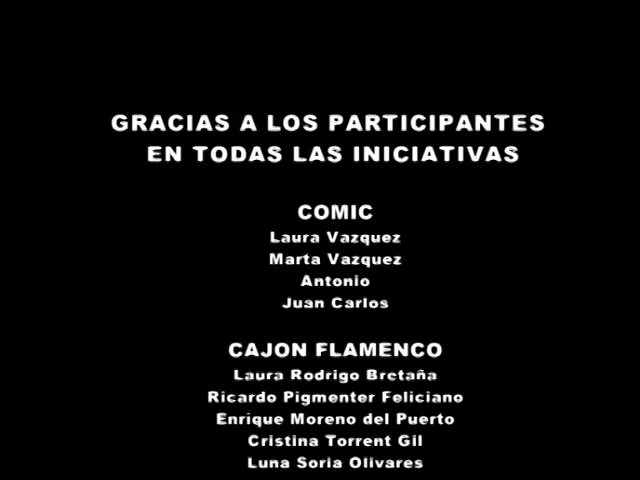 GRACIAS A LOS PARTICIPANTES
EN TODAS LAS INICIATIVAS
COMIC
Laura Vazquez
Marta Vazquez
Antonio
Juan Carlos
CAJON FLAMENCO
Laura Rodrigo Bretaña
Ricardo Pigmenter Feliciano
Enrique Moreno del Puerto
Cristina Torrent Gil
Luna Soria Olivares